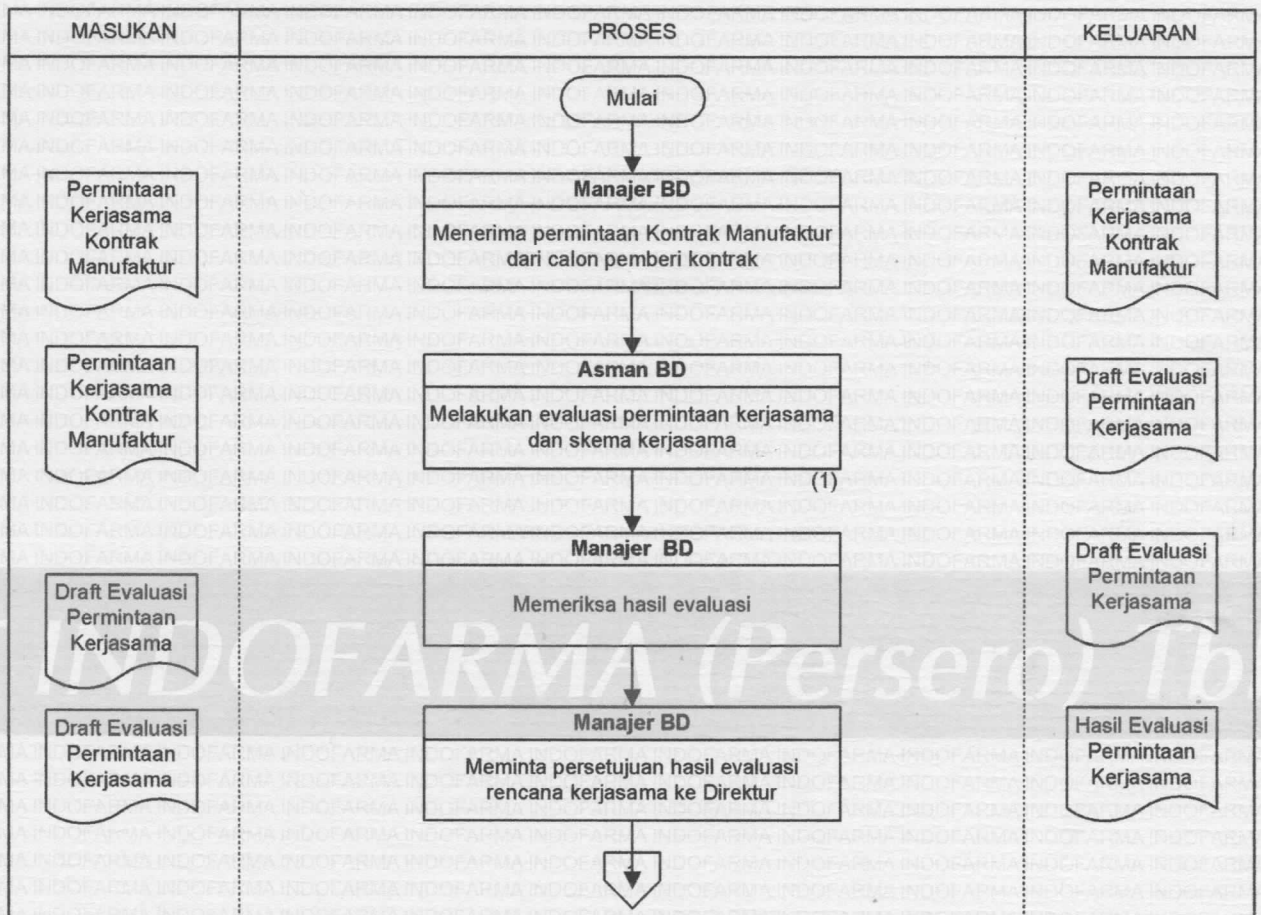 MASUKAN PROSES KELUARAN
Mulai
Permintaan
Kerjasama
Kontrak
Manufaktur
Manajer BD
Menerima permintaan Kontrak Manufaktur
dari calon pemberi kontrak
Permintaan
Kerjasama
Kontrak
Manufaktur
Permintaan
Kerjasama
Kontrak
Manufaktur
Asman BD
Melakukan evaluasi permintaan kerjasama
dan skema kerjasama
(1)
Draft Evaluasi
Permintaan
Kerjasama
Draft Evaluasi
Permintaan
Kerjasama
Manajer BD
Memeriksa hasil evaluasi
Draft Evaluasi
Permintaan
Kerjasama
INDOFARMA (Persero) Tb
Draft Evaluasi
Permintaan
Kerjasama
Manajer BD
Meminta persetujuan hasil evaluasi
rencana kerjasama ke Direktur
Hasil Evaluasi
Permintaan
Kerjasama